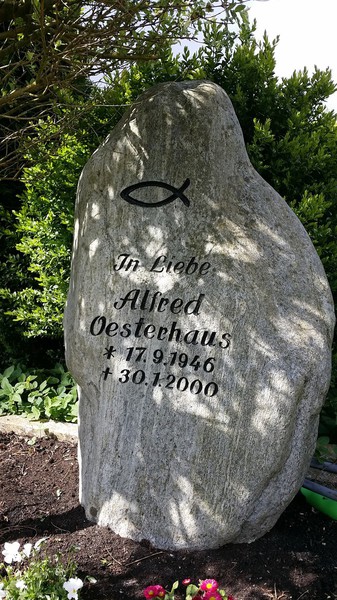 In Liebe
Alfred
Oesterhaus
* 17.9.1946
† 30.1.2000